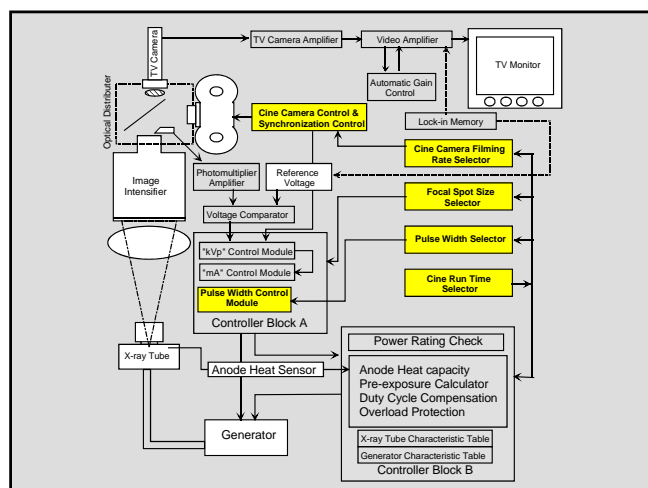 TV Camera
TV Camera Amplifier
Video Amplifier
TV Monitor
Automatic Gain
Control
Optical Distributer
Cine Camera Control &
Synchronization Control
Lock-in Memory
Cine Camera Filming
Rate Selector
Image
Intensifier
Photomultiplier
Amplifier
Reference
Voltage
Focal Spot Size
Selector
Voltage Comparator
"kVp" Control Module
"mA" Control Module
Pulse Width Selector
Pulse Width Control
Module
Controller Block A
Cine Run Time
Selector
X-ray Tube
Anode Heat Sensor
Power Rating Check
Anode Heat capacity
Pre-exposure Calculator
Duty Cycle Compensation
Overload Protection
Generator
X-ray Tube Characteristic Table
Generator Characteristic Table
Controller Block B